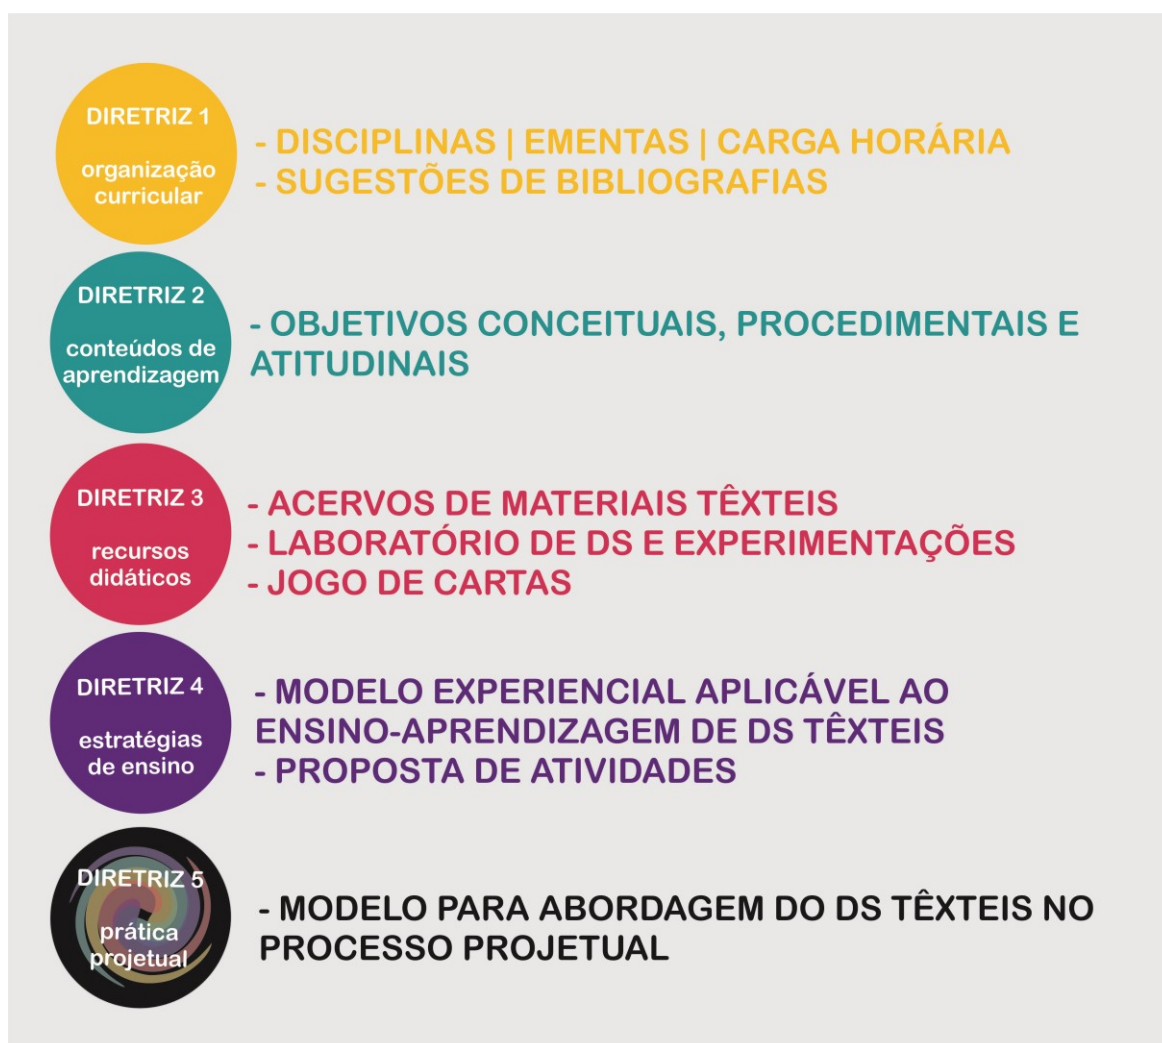 DIRETRIZ 1
organização
curricular
- DISCIPLINAS | EMENTAS | CARGA HORÁRIA
- SUGESTÕES DE BIBLIOGRAFIAS
DIRETRIZ 2
conteúdos de
aprendizagem
- OBJETIVOS CONCEITUAIS, PROCEDIMENTAIS E
ATITUDINAIS
DIRETRIZ 3
recursos
didáticos
- ACERVOS DE MATERIAIS TÊXTEIS
- LABORATÓRIO DE DS E EXPERIMENTAÇÕES
- JOGO DE CARTAS
DIRETRIZ 4
estratégias
de ensino
- MODELO EXPERIENCIAL APLICÁVEL AO
ENSINO-APRENDIZAGEM DE DS TÊXTEIS
- PROPOSTA DE ATIVIDADES
DIRETRIZ 5
prática
projetual
- MODELO PARA ABORDAGEM DO DS TÊXTEIS NO
PROCESSO PROJETUAL